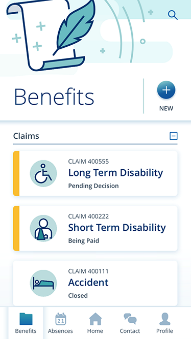 Benefits
NEW
Claims
CLAIM 400555
Long Term Disability
Pending Decision
CLAIM 400222
Short Term Disability
Being Paid
CLAIM 400111
Accident
Closed
Benefits
Absences
Home
Contact
Profile